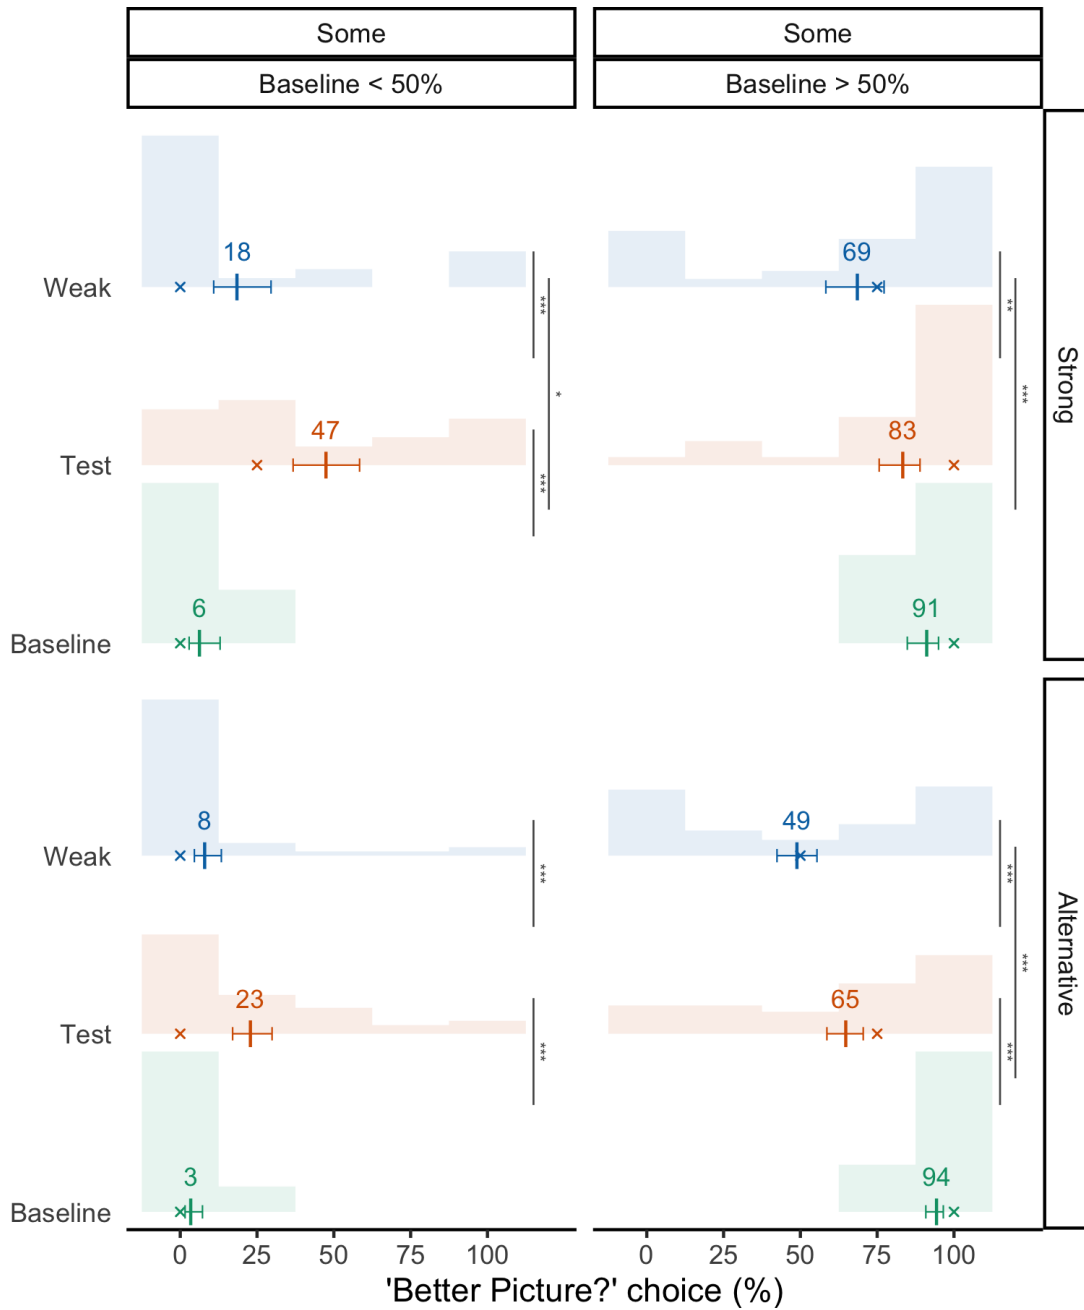 Some
Some
Baseline < 50%
Baseline > 50%
Strong
Weak
18
69
***
**
*
***
Test
47
83
***
Baseline
6
91
Alternative
Weak
8
49
***
***
***
Test
23
65
***
***
Baseline
3
94
0 25 50 75 100
0 25 50 75 100
'Better Picture?' choice (%)